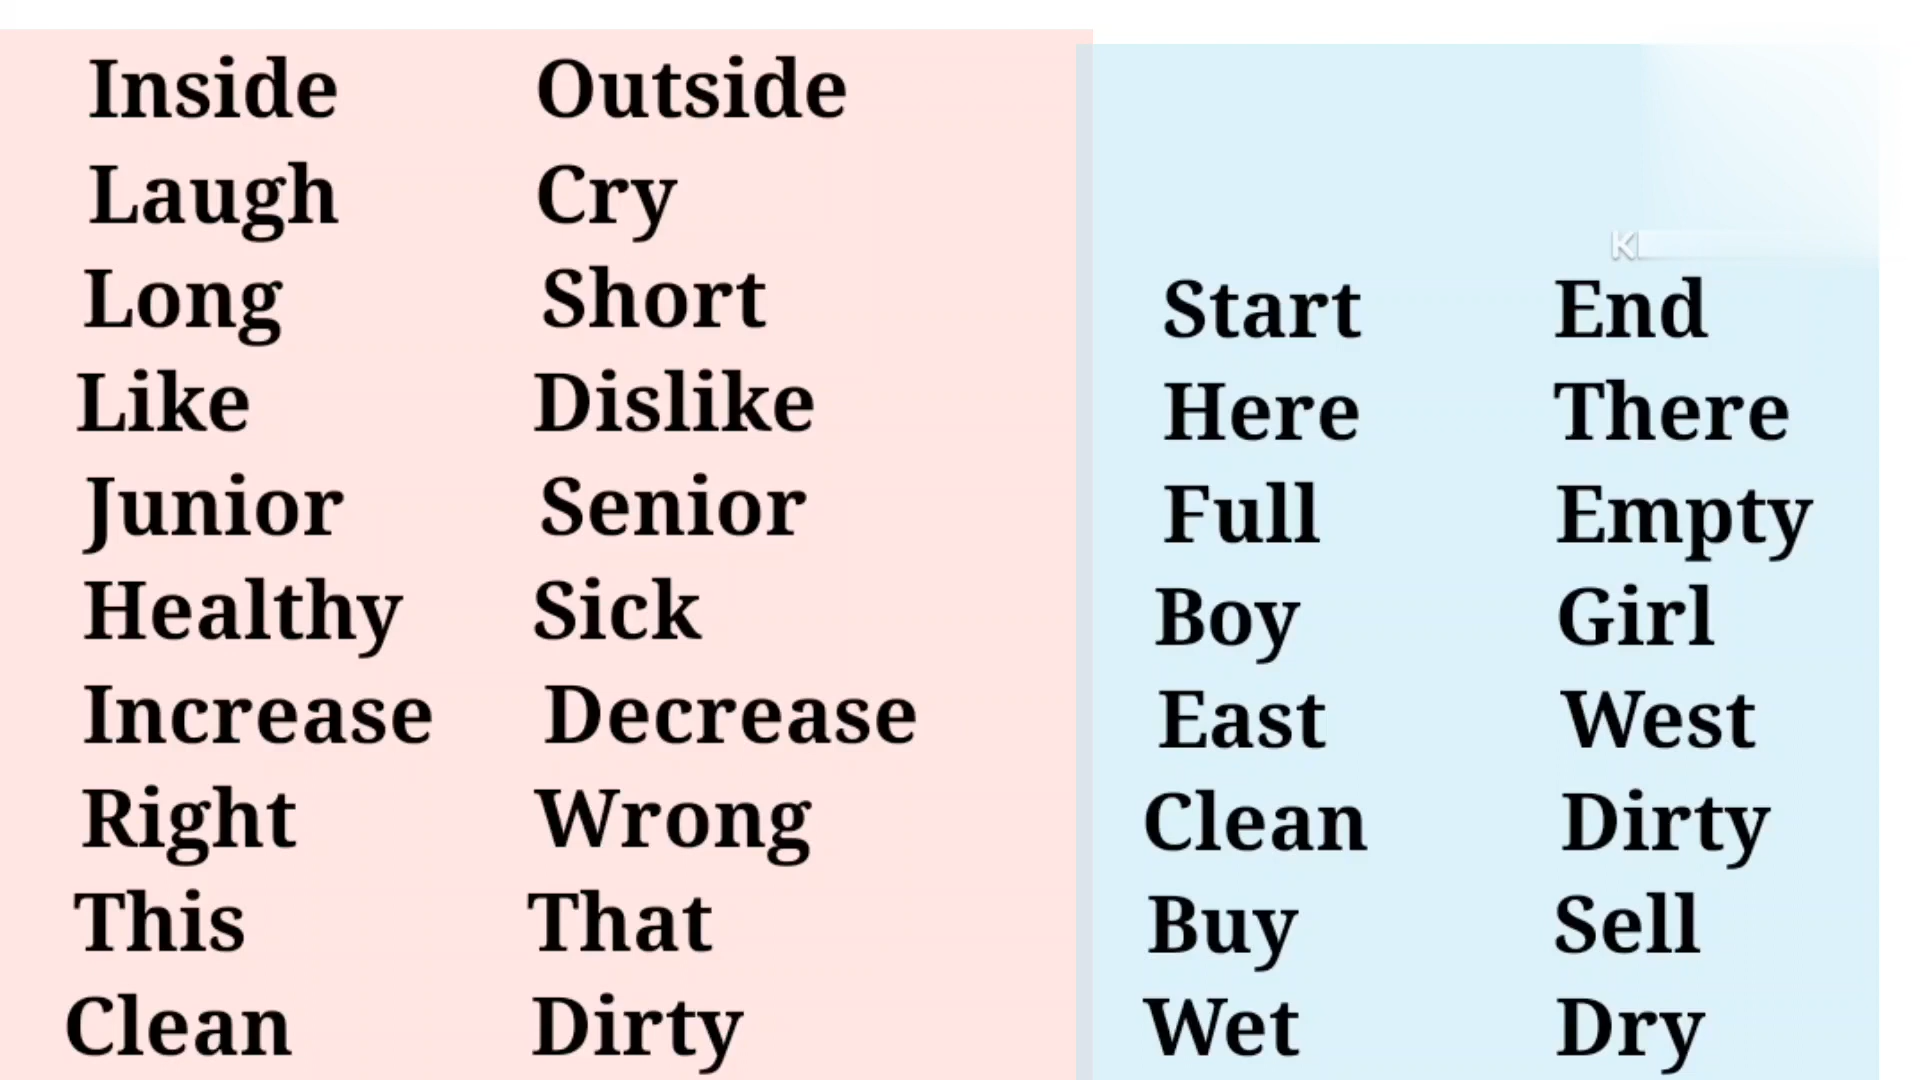 Inside Outside
Laugh Cry
Long Short
Like Dislike
Junior Senior
Healthy Sick
Increase Decrease
Right Wrong
This That
Clean Dirty
Start End
Here There
Full Empty
Boy Girl
East West
Clean Dirty
Buy Sell
Wet Dry